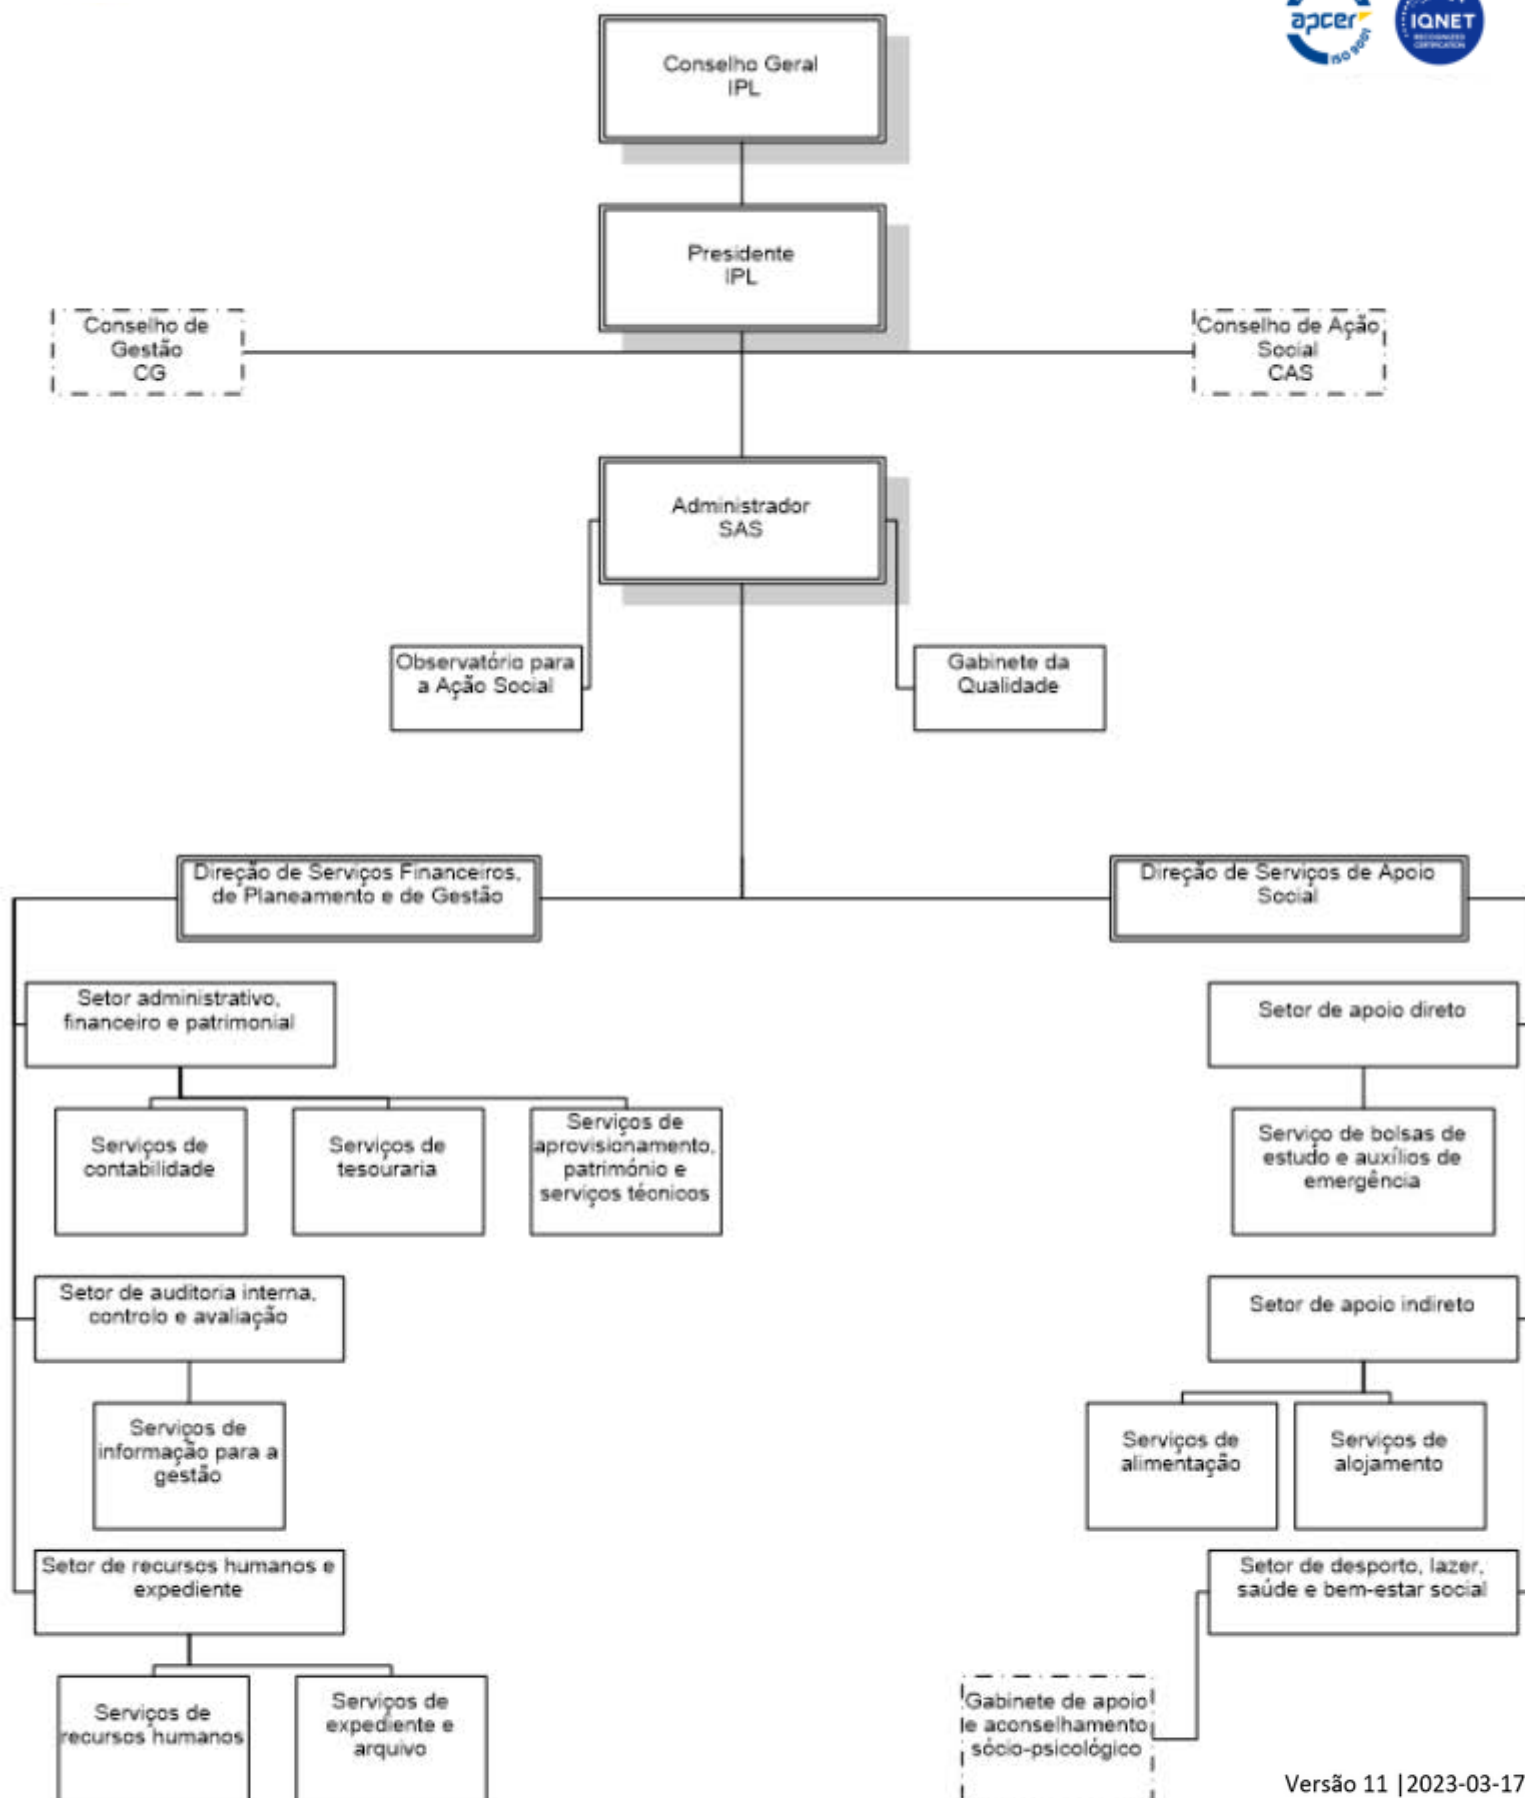 apcer
ISO 9001
IQNET
RECOGNIZED
CERTIFICATION
Conselho Geral
IPL
Presidente
IPL
Conselho de
Gestão
CG
Conselho de Ação
Social
CAS
Administrador
SAS
Observatório para
a Ação Social
Gabinete da
Qualidade
Direção de Serviços Financeiros,
de Planeamento e de Gestão
Direção de Serviços de Apoio
Social
Setor administrativo,
financeiro e patrimonial
Setor de apoio direto
Serviços de
contabilidade
Serviços de
tesouraria
Serviços de
aprovisionamento,
património e
serviços técnicos
Serviço de bolsas de
estudo e auxílios de
emergência
Setor de auditoria interna,
controlo e avaliação
Setor de apoio indireto
Serviços de
informação para a
gestão
Serviços de
alimentação
Serviços de
alojamento
Setor de recursos humanos e
expediente
Setor de desporto, lazer,
saúde e bem-estar social
Serviços de
recursos humanos
Serviços de
expediente e
arquivo
Gabinete de apoio
e aconselhamento
sócio-psicológico
Versão 11 |2023-03-17